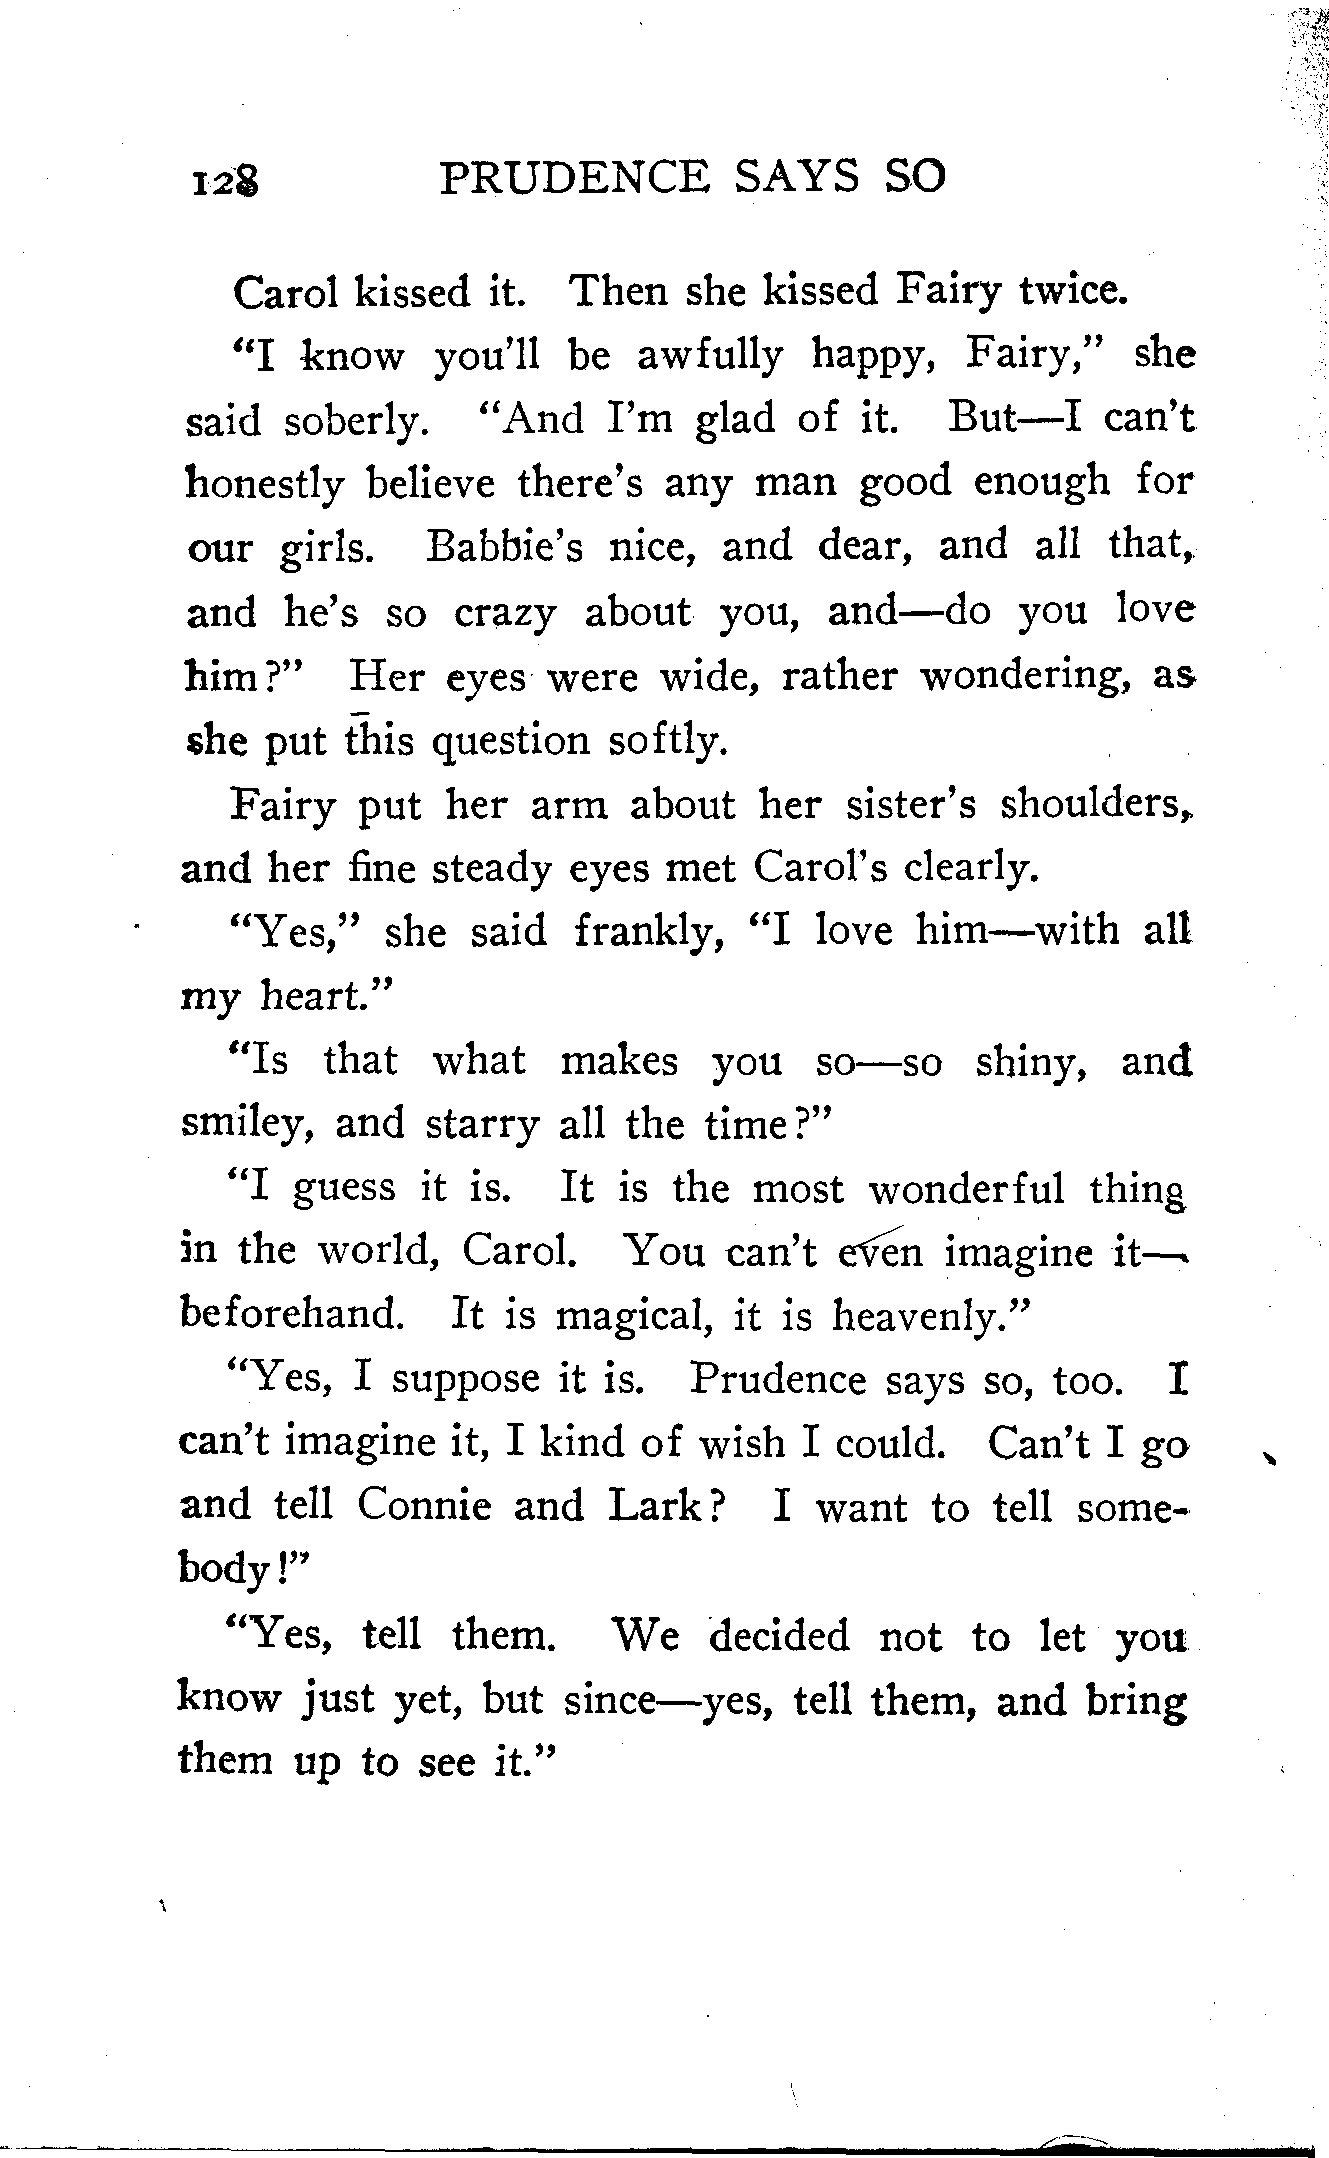 128 PRUDENCE SAYS SO
Carol kissed it. Then she kissed Fairy twice.
“I know you'll be awfully happy, Fairy,” she
said soberly. “And I'm glad of it. But—I can't
honestly believe there's any man good enough for
our girls. Babbie's nice, and dear, and all that,
and he's so crazy about you, and—do you love
him?” Her eyes were wide, rather wondering, as
she put this question softly.
Fairy put her arm about her sister's shoulders,
and her fine steady eyes met Carol's clearly.
“Yes,” she said frankly, “I love him—with all
my heart.”
“Is that what makes you so—so shiny, and
smiley, and starry all the time?”
“I guess it is. It is the most wonderful thing
in the world, Carol. You can't even imagine it—
beforehand. It is magical, it is heavenly.”
“Yes, I suppose it is. Prudence says so, too. I
can't imagine it, I kind of wish I could. Can't I go
and tell Connie and Lark? I want to tell some-
body!”
“Yes, tell them. We decided not to let you
know just yet, but since—yes, tell them, and bring
them up to see it.”